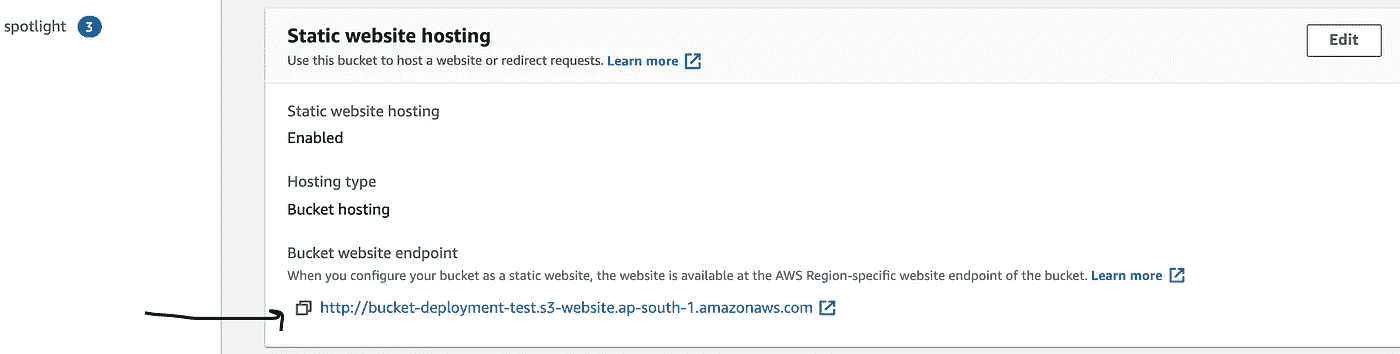 spotlight 3
Static website hosting
Edit
Use this bucket to host a website or redirect requests. Learn more
Static website hosting
Enabled
Hosting type
Bucket hosting
Bucket website endpoint
When you configure your bucket as a static website, the website is available at the AWS Region-specific website endpoint of the bucket. Learn more
http://bucket-deployment-test.s3-website.ap-south-1.amazonaws.com